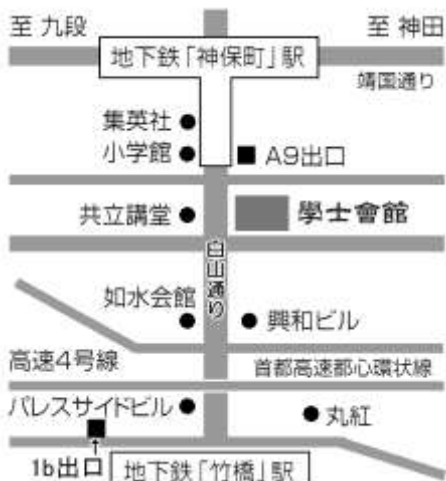 至 九段
至 神田
地下鉄「神保町」駅
靖国通り
集英社
小学館
A9出口
共立講堂
學士會館
白山通り
如水会館
興和ビル
高速4号線
首都高速都心環状線
パレスサイドビル
丸紅
1b出口
地下鉄「竹橋」駅